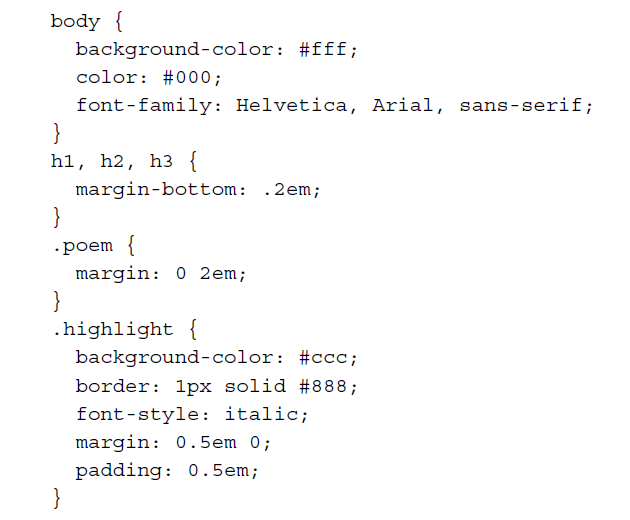 body {
  background-color: #fff;
  color: #000;
  font-family: Helvetica, Arial, sans-serif;
}
h1, h2, h3 {
  margin-bottom: .2em;
}
.poem {
  margin: 0 2em;
}
.highlight {
  background-color: #ccc;
  border: 1px solid #888;
  font-style: italic;
  margin: 0.5em 0;
  padding: 0.5em;
}